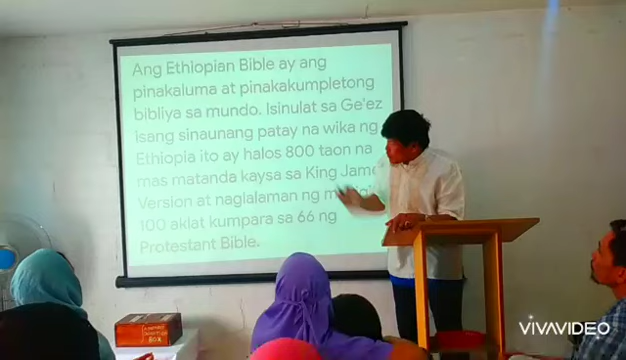 Ang Ethiopian Bible ay ang
pinakaluma at pinakakumpletong
bibliya sa mundo. Isinulat sa Ge'ez
isang sinaunang patay na wika ng
Ethiopia ito ay halos 800 taon na
mas matanda kaysa sa King Jame
Version at naglalaman ng
100 aklat kumpara sa 66 ng
Protestant Bible.
BOX
VIVAVIDEO